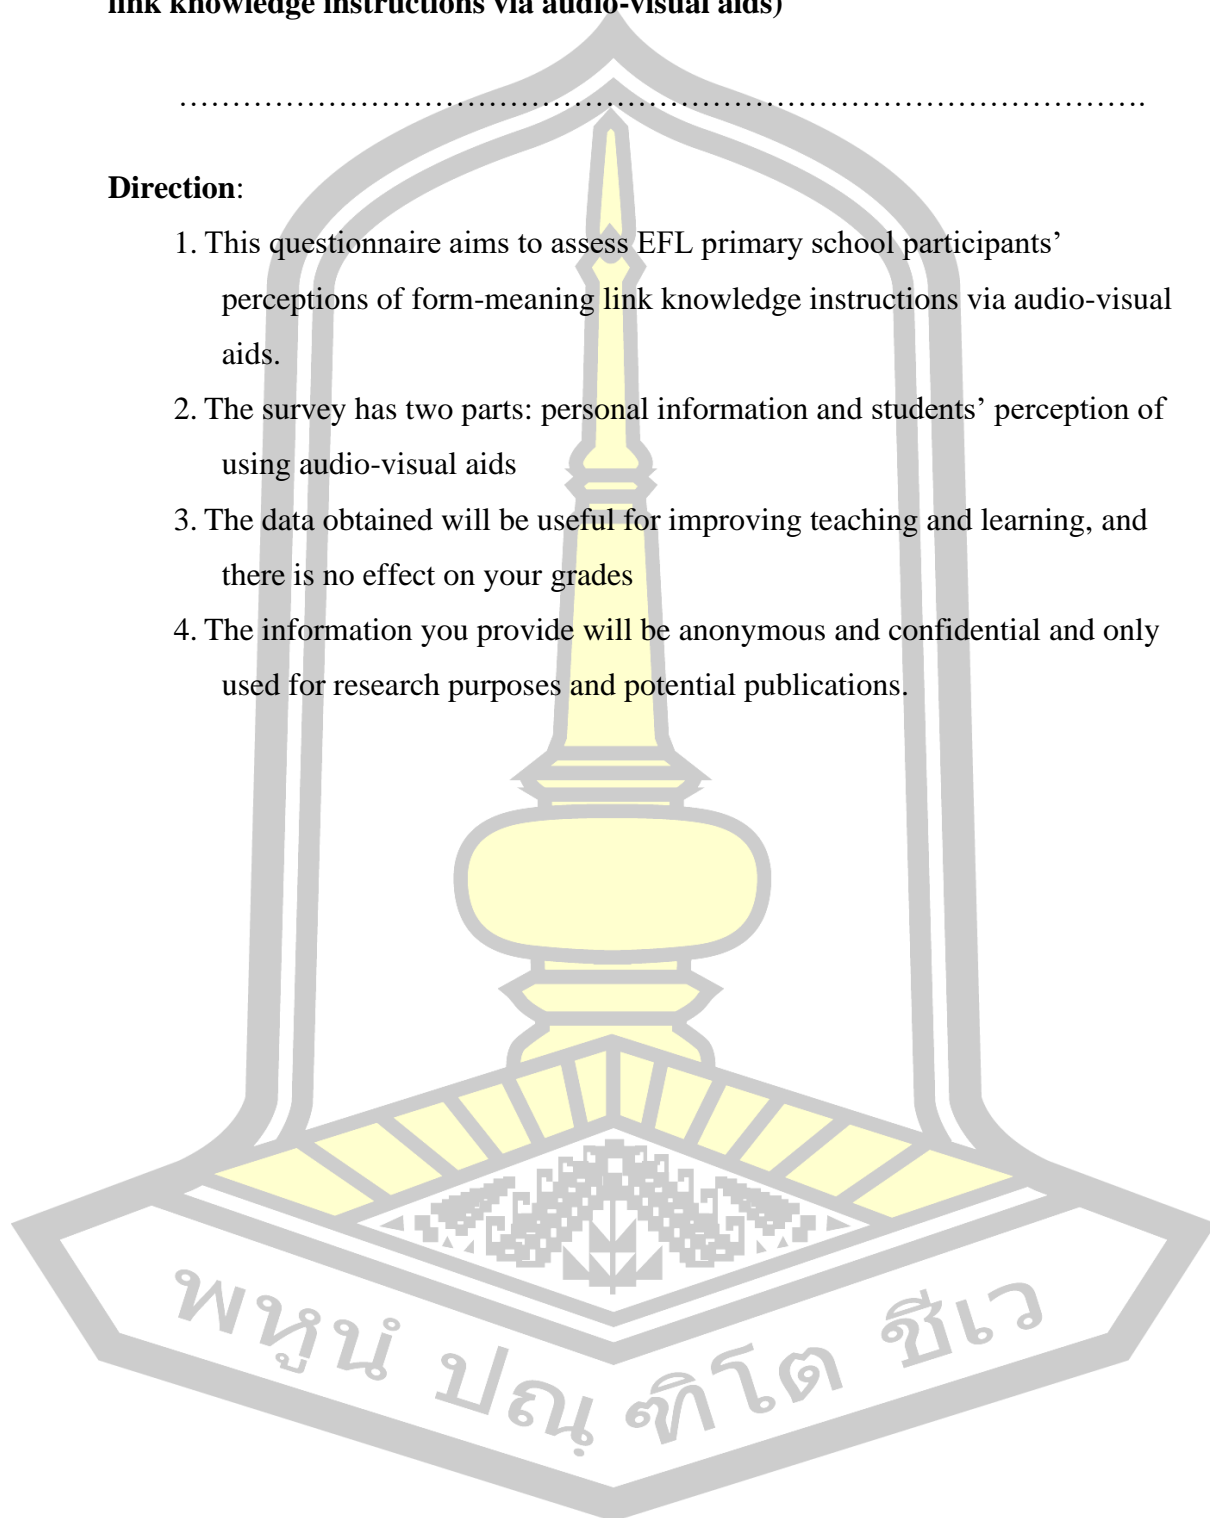 link knowledge instructions via audio-visual aids)
……………………………………………………………………………….
Direction:
1. This questionnaire aims to assess EFL primary school participants’
perceptions of form-meaning link knowledge instructions via audio-visual
aids.
2. The survey has two parts: personal information and students’ perception of
using audio-visual aids
3. The data obtained will be useful for improving teaching and learning, and
there is no effect on your grades
4. The information you provide will be anonymous and confidential and only
used for research purposes and potential publications.
พหูนํ ปณฺฑิโต ชีเว